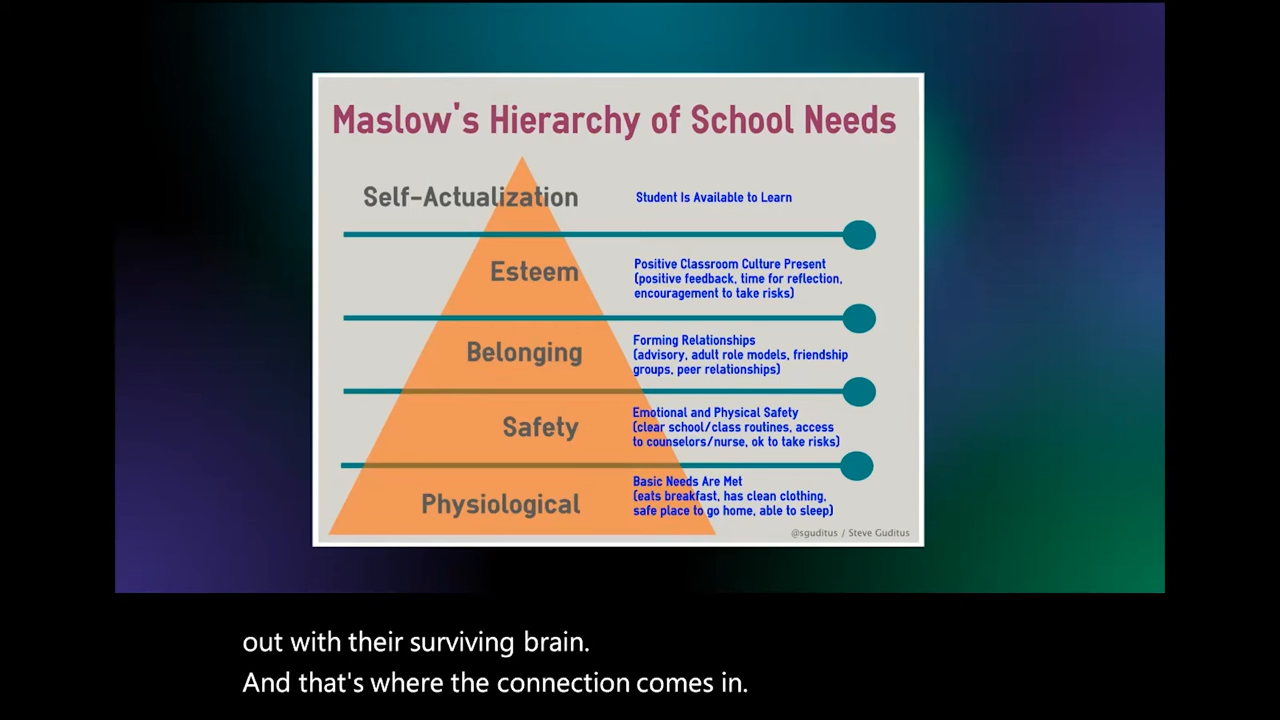 Maslow's Hierarchy of School Needs
Self-Actualization
Student Is Available to Learn
Esteem
Positive Classroom Culture Present
(positive feedback, time for reflection,
encouragement to take risks)
Belonging
Forming Relationships
(advisory, adult role models, friendship
groups, peer relationships)
Safety
Emotional and Physical Safety
(clear school/class routines, access
to counselors/nurse, ok to take risks)
Physiological
Basic Needs Are Met
(eats breakfast, has clean clothing,
safe place to go home, able to sleep)
@sguditus / Steve Guditus
out with their surviving brain.
And that's where the connection comes in.